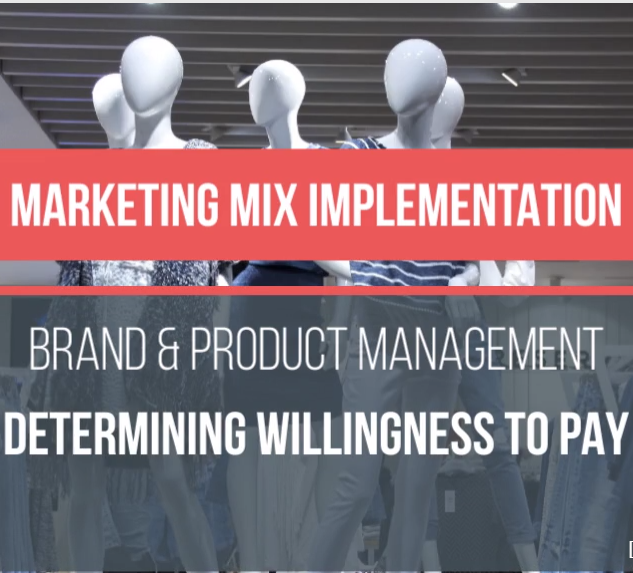 MARKETING MIX IMPLEMENTATION
BRAND & PRODUCT MANAGEMENT
DETERMINING WILLINGNESS TO PAY